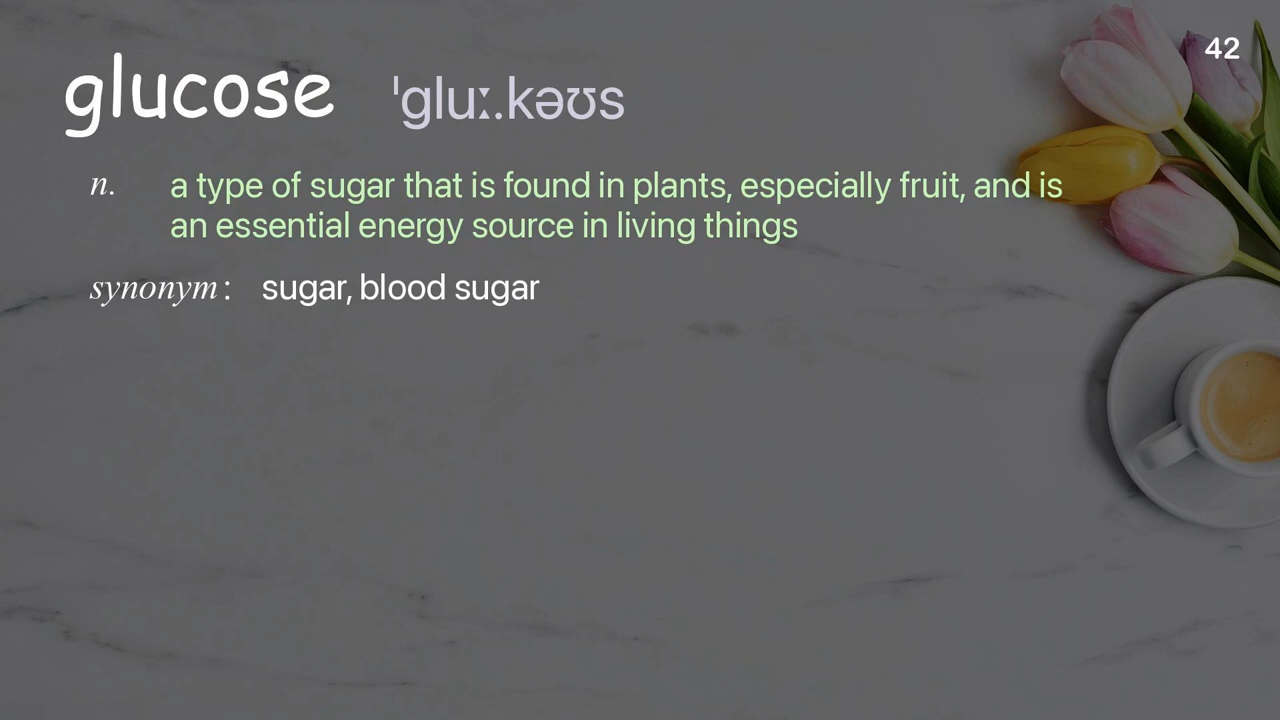 42
glucose ˈɡluː.kəʊs
n. a type of sugar that is found in plants, especially fruit, and is
an essential energy source in living things
synonym : sugar, blood sugar